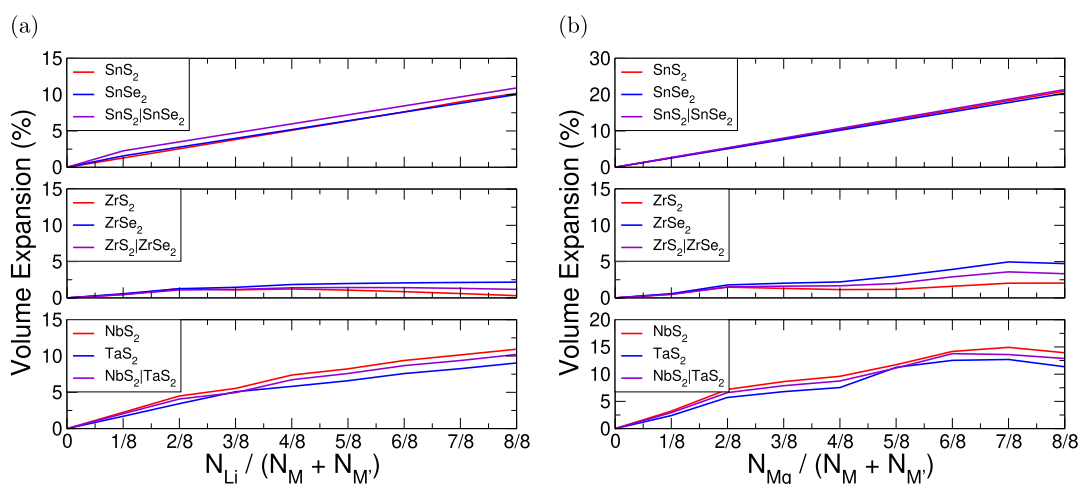 (a)
Volume Expansion (%)
15
10
5
0
SnS2
SnSe2
SnS2|SnSe2
15
10
5
0
ZrS2
ZrSe2
ZrS2|ZrSe2
15
10
5
0
NbS2
TaS2
NbS2|TaS2
0 1/8 2/8 3/8 4/8 5/8 6/8 7/8 8/8
NLi / (NM + NM')
(b)
Volume Expansion (%)
30
20
10
0
SnS2
SnSe2
SnS2|SnSe2
15
10
5
0
ZrS2
ZrSe2
ZrS2|ZrSe2
20
15
10
5
0
NbS2
TaS2
NbS2|TaS2
0 1/8 2/8 3/8 4/8 5/8 6/8 7/8 8/8
NMg / (NM + NM')